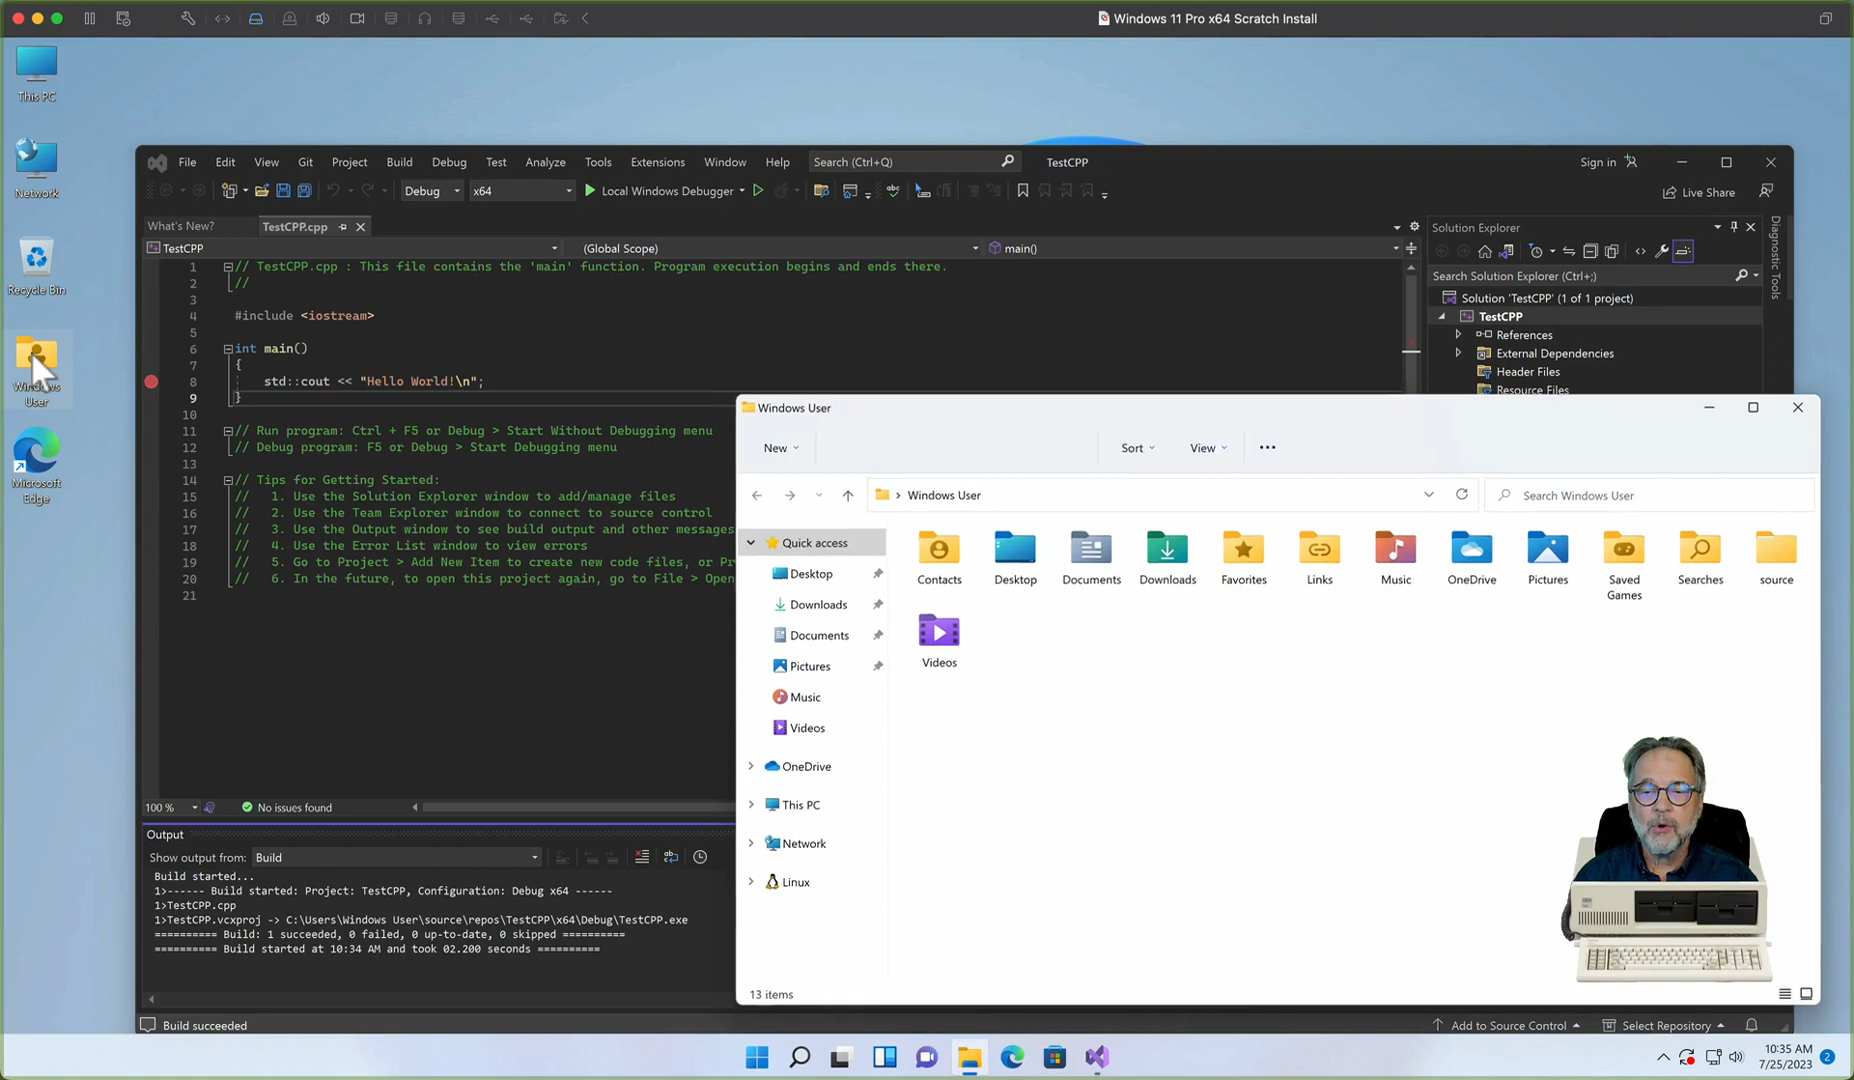 Windows 11 Pro x64 Scratch Install
This PC
Network
Recycle Bin
Windows
User
Microsoft
Edge
File Edit View Git Project Build Debug Test Analyze Tools Extensions Window Help Search (Ctrl+Q) TestCPP Sign in
Debug x64 Local Windows Debugger Live Share
What's New? TestCPP.cpp
TestCPP (Global Scope) main()
1 // TestCPP.cpp : This file contains the 'main' function. Program execution begins and ends there.
2 //
3
4 #include <iostream>
5
6 int main()
7 {
8 std::cout << "Hello World!\n";
9 }
10
11 // Run program: Ctrl + F5 or Debug > Start Without Debugging menu
12 // Debug program: F5 or Debug > Start Debugging menu
13
14 // Tips for Getting Started:
15 // 1. Use the Solution Explorer window to add/manage files
16 // 2. Use the Team Explorer window to connect to source control
17 // 3. Use the Output window to see build output and other messages
18 // 4. Use the Error List window to view errors
19 // 5. Go to Project > Add New Item to create new code files, or Pr
20 // 6. In the future, to open this project again, go to File > Open
21
100 % No issues found
Output
Show output from: Build
Build started...
1>------ Build started: Project: TestCPP, Configuration: Debug x64 ------
1>TestCPP.cpp
1>TestCPP.vcxproj -> C:\Users\Windows User\source\repos\TestCPP\x64\Debug\TestCPP.exe
========== Build: 1 succeeded, 0 failed, 0 up-to-date, 0 skipped ==========
========== Build started at 10:34 AM and took 02.200 seconds ==========
Build succeeded
Add to Source Control Select Repository
Solution Explorer
Search Solution Explorer (Ctrl+;)
Solution 'TestCPP' (1 of 1 project)
TestCPP
References
External Dependencies
Header Files
Resource Files
Diagnostic Tools
Windows User
New Sort View
Windows User Search Windows User
Quick access
Desktop
Downloads
Documents
Pictures
Music
Videos
OneDrive
This PC
Network
Linux
Contacts Desktop Documents Downloads Favorites Links Music OneDrive Pictures Saved Games Searches source
Videos
13 items
10:35 AM
7/25/2023
2